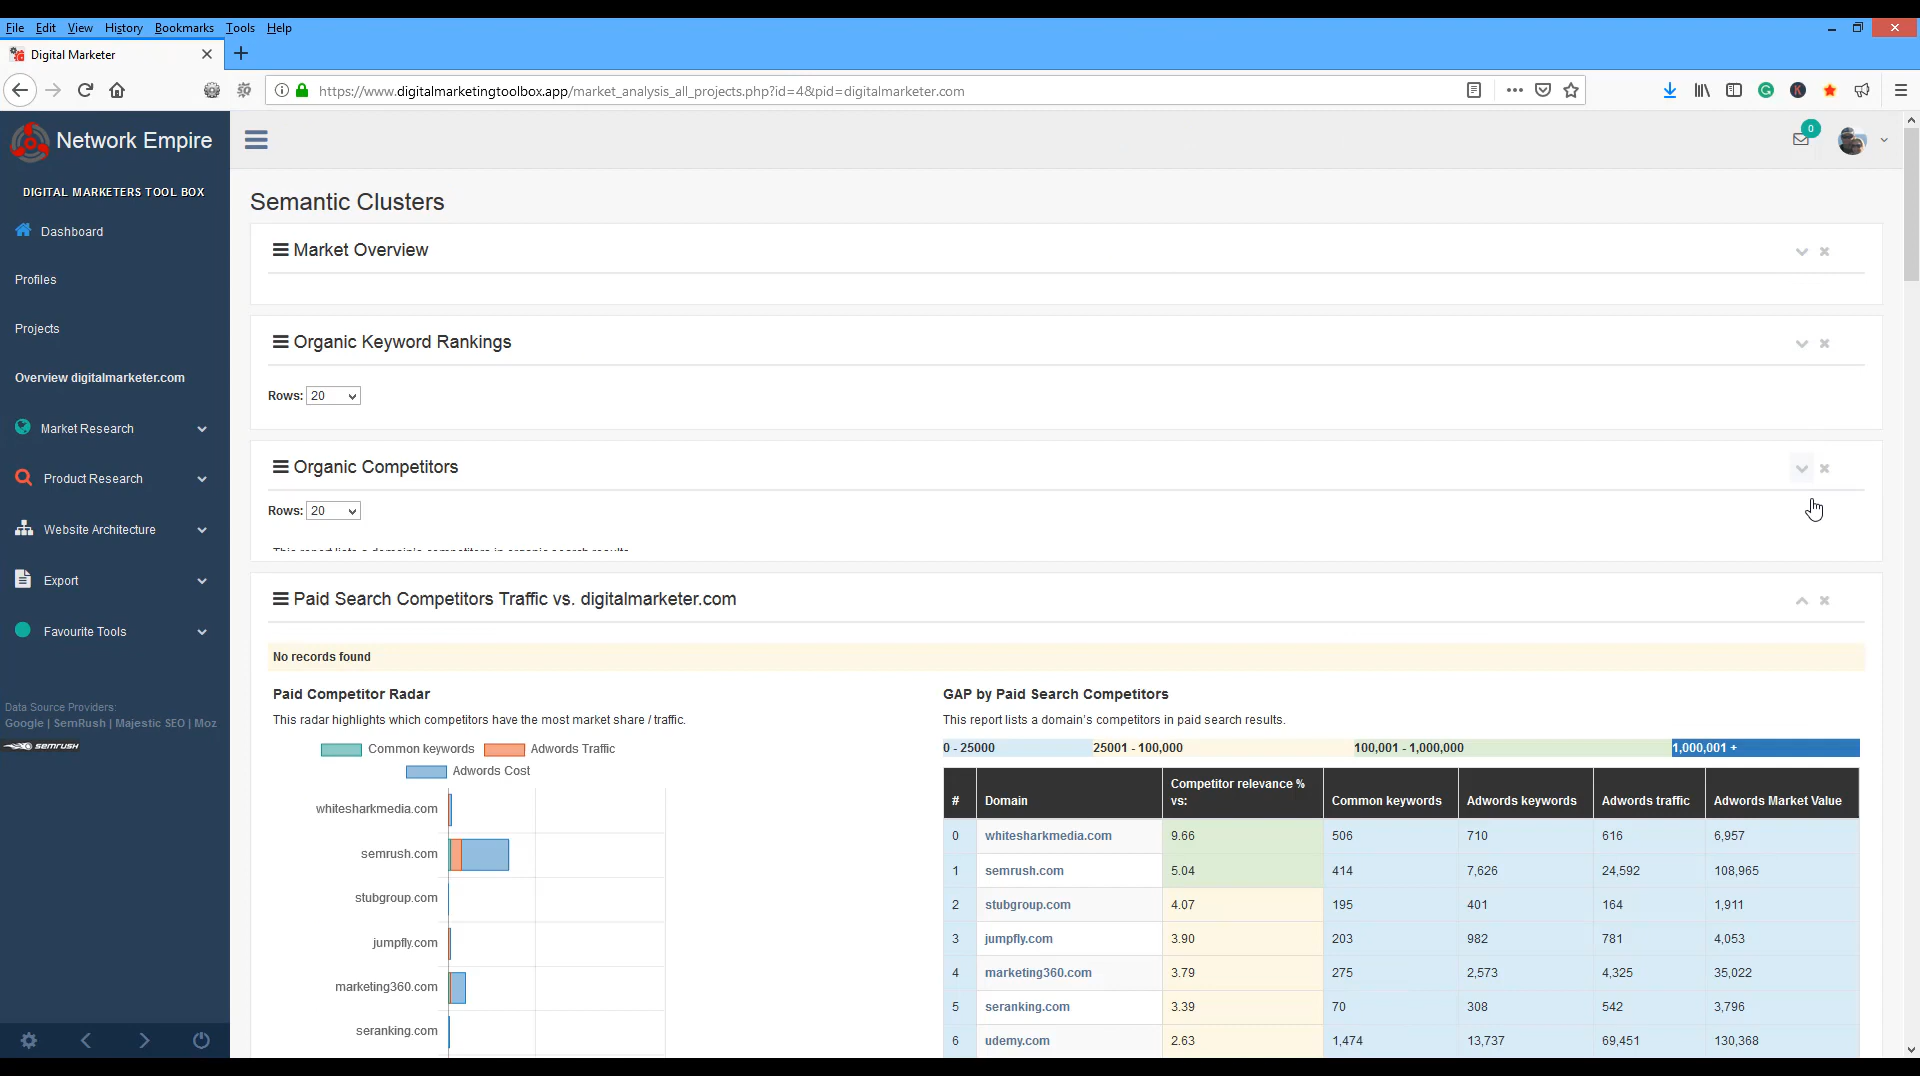 File Edit View History Bookmarks Tools Help
Digital Marketer
https://www.digitalmarketingtoolbox.app/market_analysis_all_projects.php?id=4&pid=digitalmarketer.com
Network Empire
0
DIGITAL MARKETERS TOOL BOX
Dashboard
Profiles
Projects
Overview digitalmarketer.com
Market Research
Product Research
Website Architecture
Export
Favourite Tools
Data Source Providers:
Google | SemRush | Majestic SEO | Moz
SEMRUSH
Semantic Clusters
Market Overview
Organic Keyword Rankings
Rows: 20
Organic Competitors
Rows: 20
This report lists a domain's competitors in organic search results.
Paid Search Competitors Traffic vs. digitalmarketer.com
No records found
Paid Competitor Radar
This radar highlights which competitors have the most market share / traffic.
Common keywords Adwords Traffic
Adwords Cost
whitesharkmedia.com
semrush.com
stubgroup.com
jumpfly.com
marketing360.com
seranking.com
GAP by Paid Search Competitors
This report lists a domain's competitors in paid search results.
0 - 25000 25001 - 100,000 100,001 - 1,000,000 1,000,001 +
# Domain Competitor relevance % vs: Common keywords Adwords keywords Adwords traffic Adwords Market Value
0 whitesharkmedia.com 9.66 506 710 616 6,957
1 semrush.com 5.04 414 7,626 24,592 108,965
2 stubgroup.com 4.07 195 401 164 1,911
3 jumpfly.com 3.90 203 982 781 4,053
4 marketing360.com 3.79 275 2,573 4,325 35,022
5 seranking.com 3.39 70 308 542 3,796
6 udemy.com 2.63 1,474 13,737 69,451 130,368